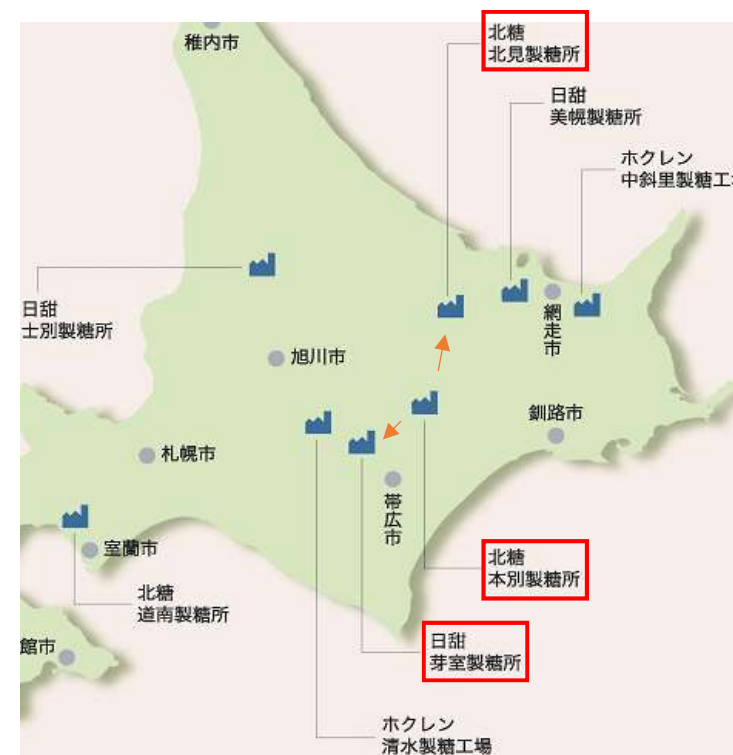 稚内市
北糖
北見製糖所
日甜
美幌製糖所
ホクレン
中斜里製糖工
日甜
士別製糖所
旭川市
網走市
釧路市
札幌市
帯広市
室蘭市
北糖
道南製糖所
北糖
本別製糖所
館市
日甜
芽室製糖所
ホクレン
清水製糖工場